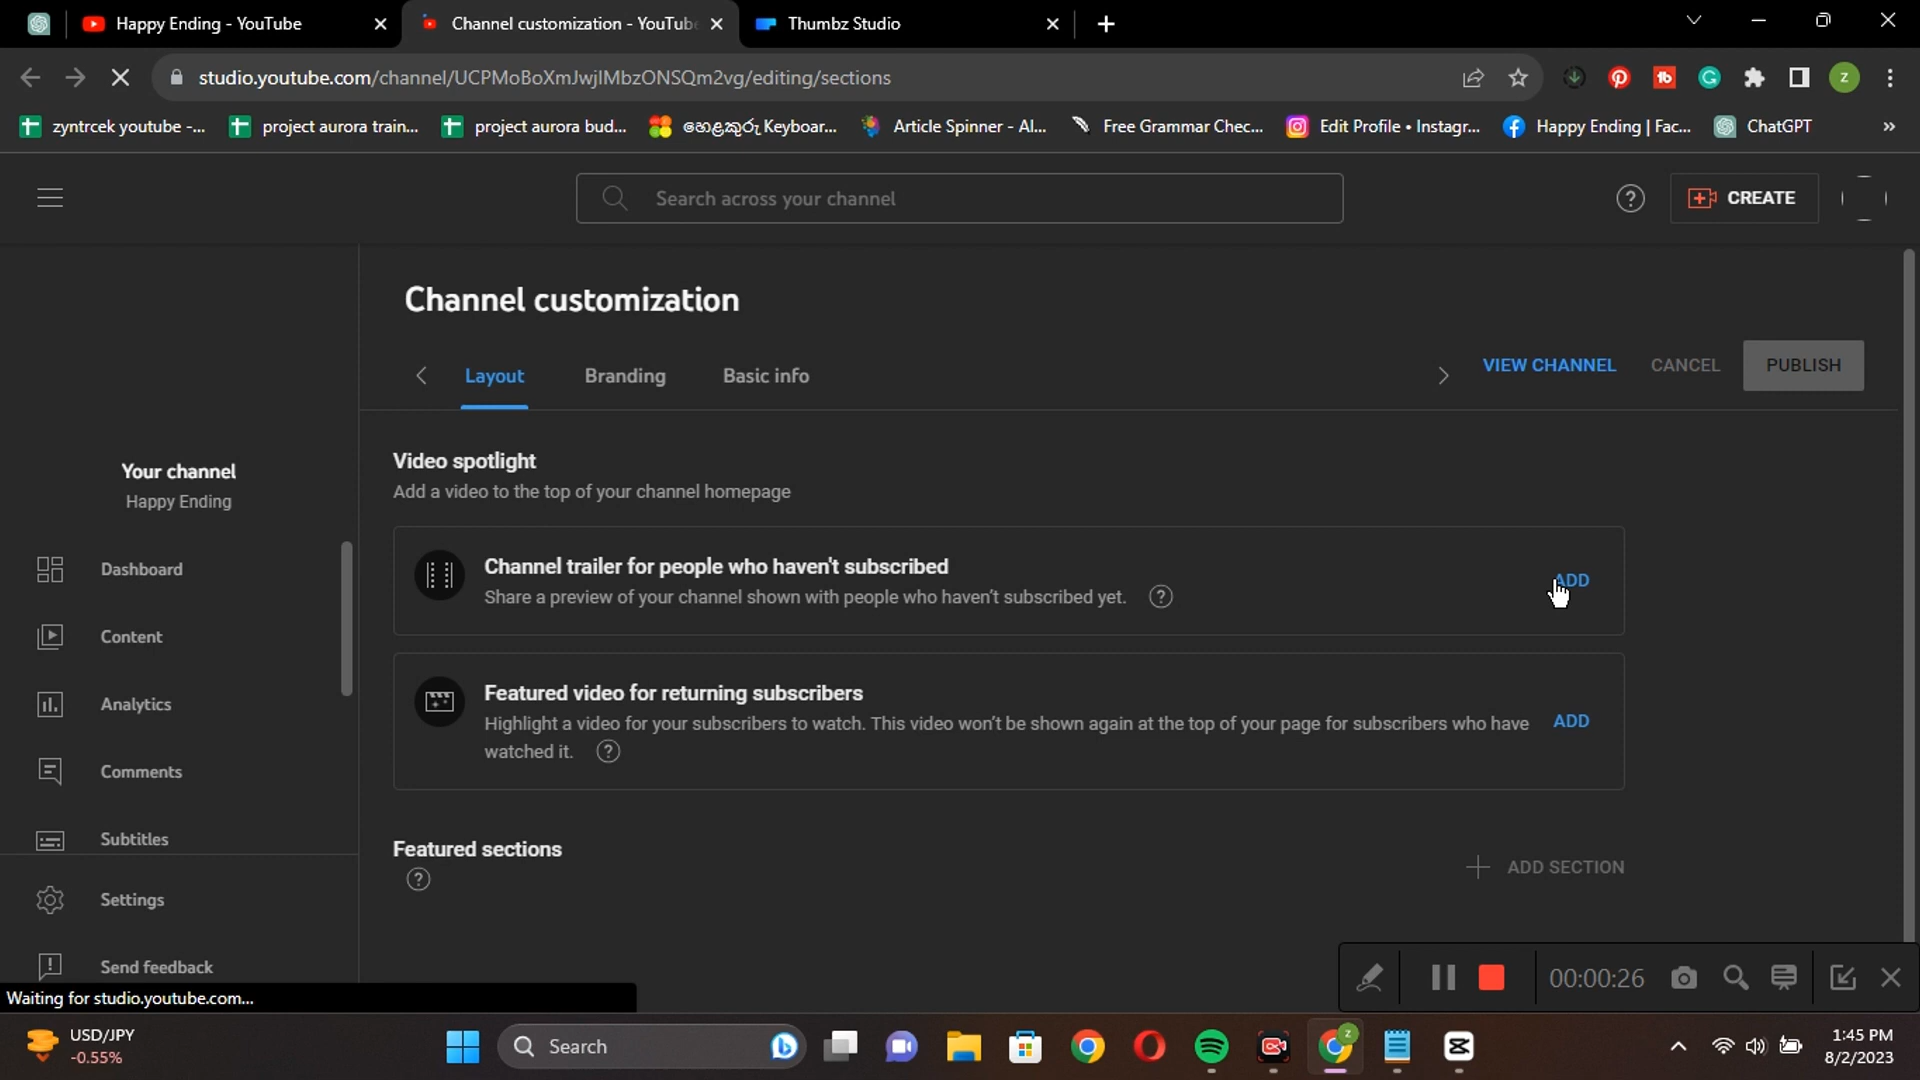 Happy Ending - YouTube
Channel customization - YouTub
Thumbz Studio
studio.youtube.com/channel/UCPMoBoXmJwjIMbzONSQm2vg/editing/sections
zyntrcek youtube -...
project aurora train...
project aurora bud...
හෙළකුරු Keyboar...
Article Spinner - AI...
Free Grammar Chec...
Edit Profile • Instagr...
Happy Ending | Fac...
ChatGPT
Search across your channel
CREATE
Channel customization
Layout
Branding
Basic info
VIEW CHANNEL
CANCEL
PUBLISH
Video spotlight
Add a video to the top of your channel homepage
Your channel
Happy Ending
Channel trailer for people who haven't subscribed
Share a preview of your channel shown with people who haven't subscribed yet.
ADD
Dashboard
Content
Featured video for returning subscribers
Highlight a video for your subscribers to watch. This video won't be shown again at the top of your page for subscribers who have
watched it.
ADD
Analytics
Comments
Subtitles
Featured sections
ADD SECTION
Settings
Send feedback
00:00:26
Waiting for studio.youtube.com...
USD/JPY
-0.55%
Search
1:45 PM
8/2/2023